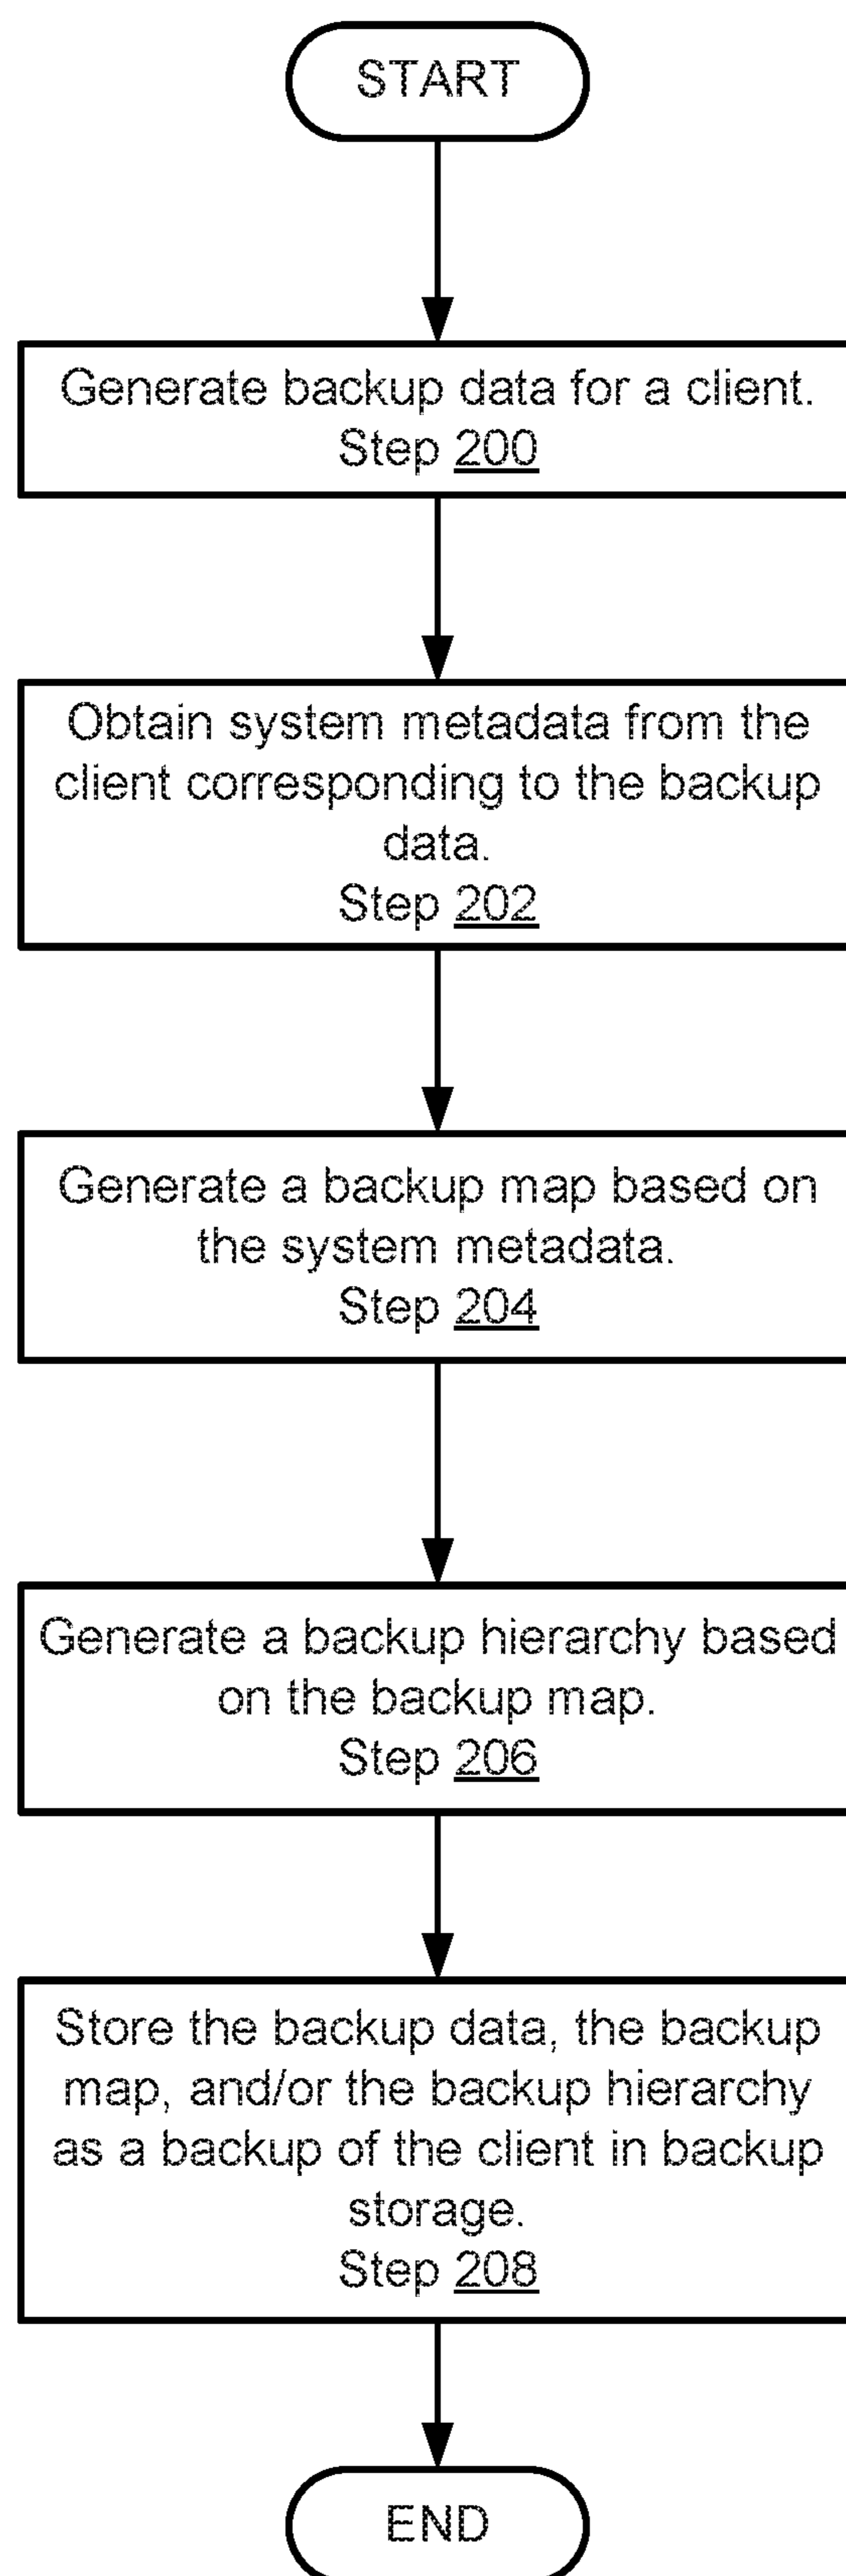 START
Generate backup data for a client.
Step 200
Obtain system metadata from the
client corresponding to the backup
data.
Step 202
Generate a backup map based on
the system metadata.
Step 204
Generate a backup hierarchy based
on the backup map.
Step 206
Store the backup data, the backup
map, and/or the backup hierarchy
as a backup of the client in backup
storage.
Step 208
END